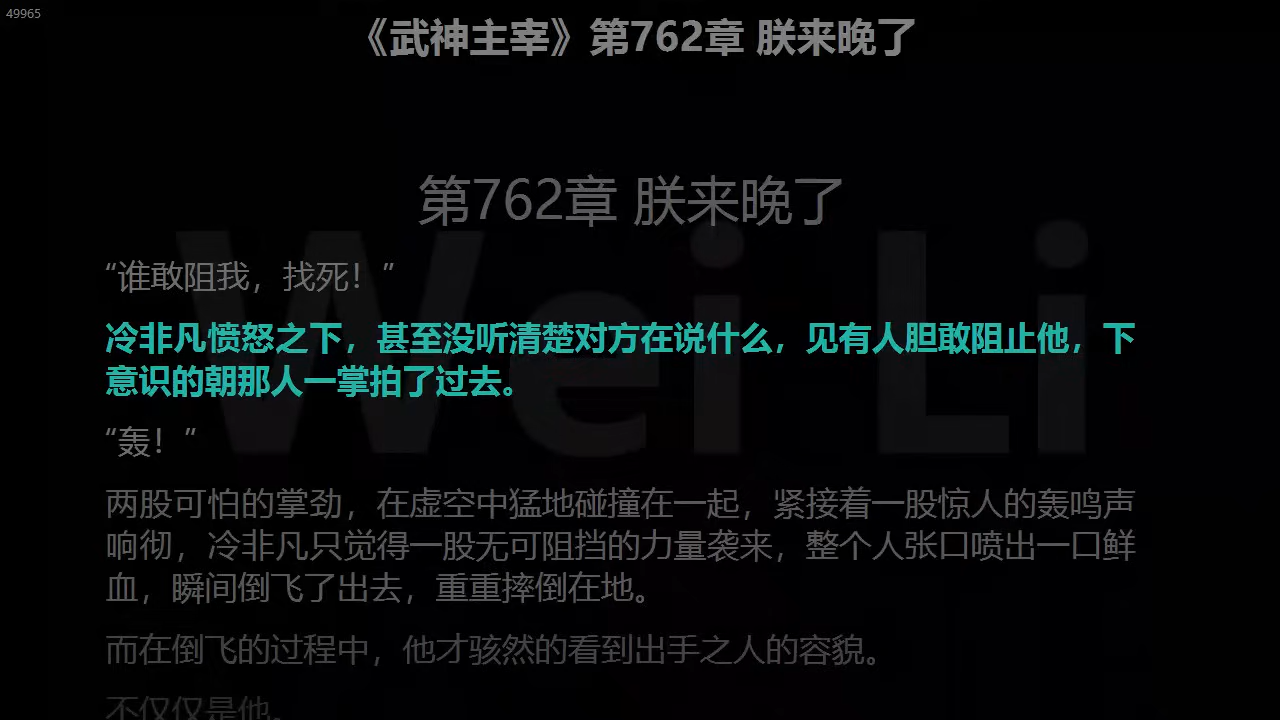 49965
《武神主宰》第762章 朕来晚了
第762章 朕来晚了
“谁敢阻我，找死！”
冷非凡愤怒之下，甚至没听清楚对方在说什么，见有人胆敢阻止他，下
意识的朝那人一掌拍了过去。
“轰！”
两股可怕的掌劲，在虚空中猛地碰撞在一起，紧接着一股惊人的轰鸣声
响彻，冷非凡只觉得一股无可阻挡的力量袭来，整个人张口喷出一口鲜
血，瞬间倒飞了出去，重重摔倒在地。
而在倒飞的过程中，他才骇然的看到出手之人的容貌。
不仅仅是他。
Wei Li